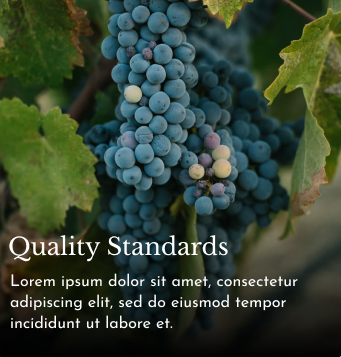 Quality Standards
Lorem ipsum dolor sit amet, consectetur
adipiscing elit, sed do eiusmod tempor
incididunt ut labore et.